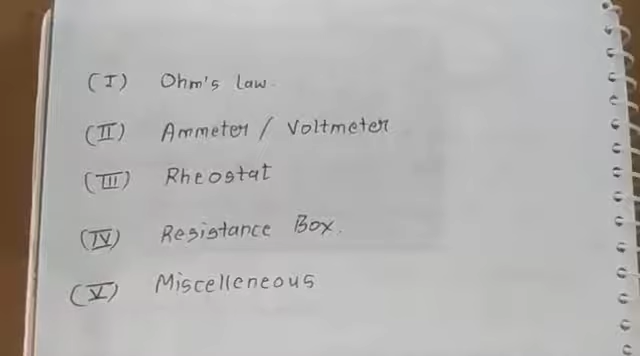 (I) Ohm's Law.
(II) Ammeter / Voltmeter
(III) Rheostat
(IV) Resistance Box.
(V) Miscelleneous